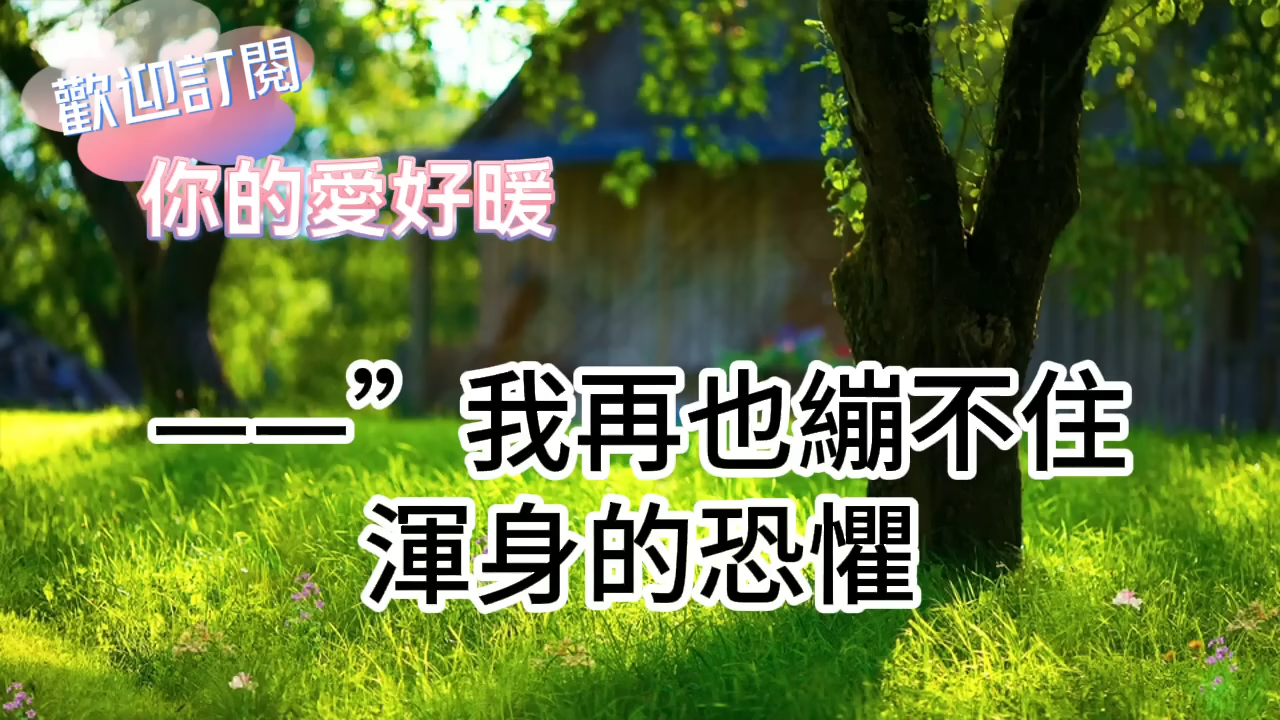 歡迎訂閱
你的愛好暖
——” 我再也繃不住
渾身的恐懼